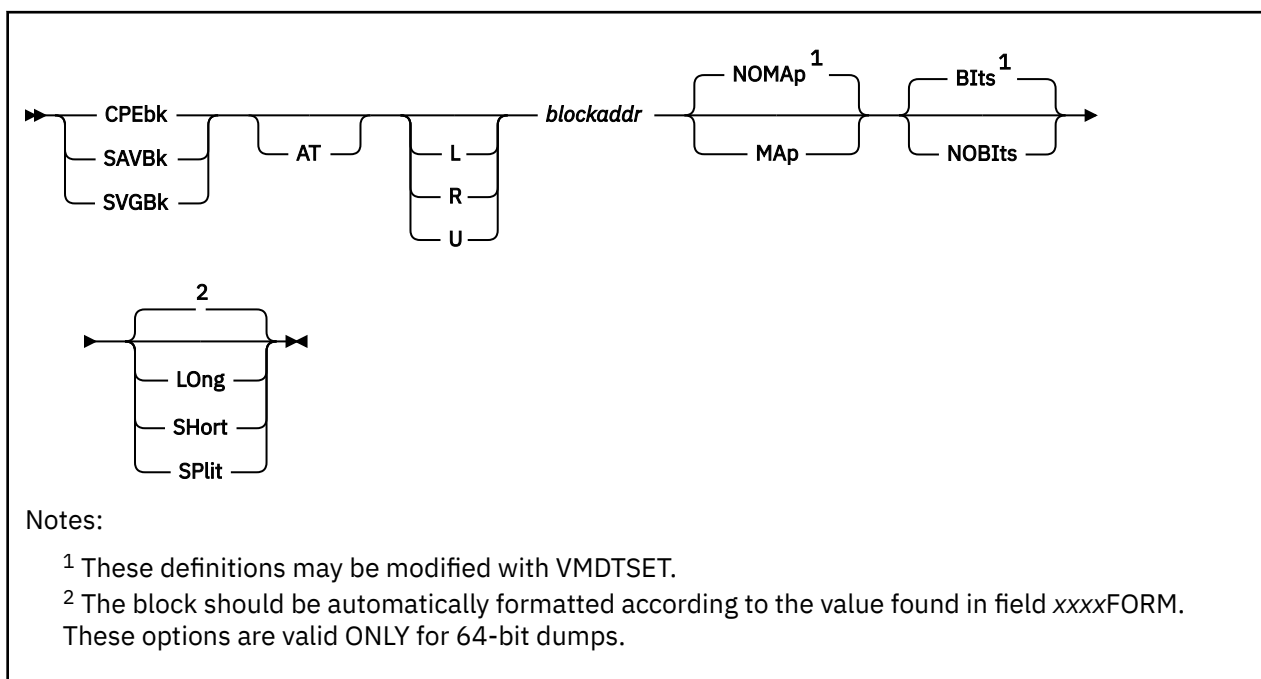 NOMAp 1 BIts 1
CPEbk blockaddr
SAVBk AT L MAp NOBIts
SVGBk R
U
2
LOng
SHort
SPlit
Notes:
1 These definitions may be modified with VMDTSET.
2 The block should be automatically formatted according to the value found in field xxxxFORM.
These options are valid ONLY for 64-bit dumps.